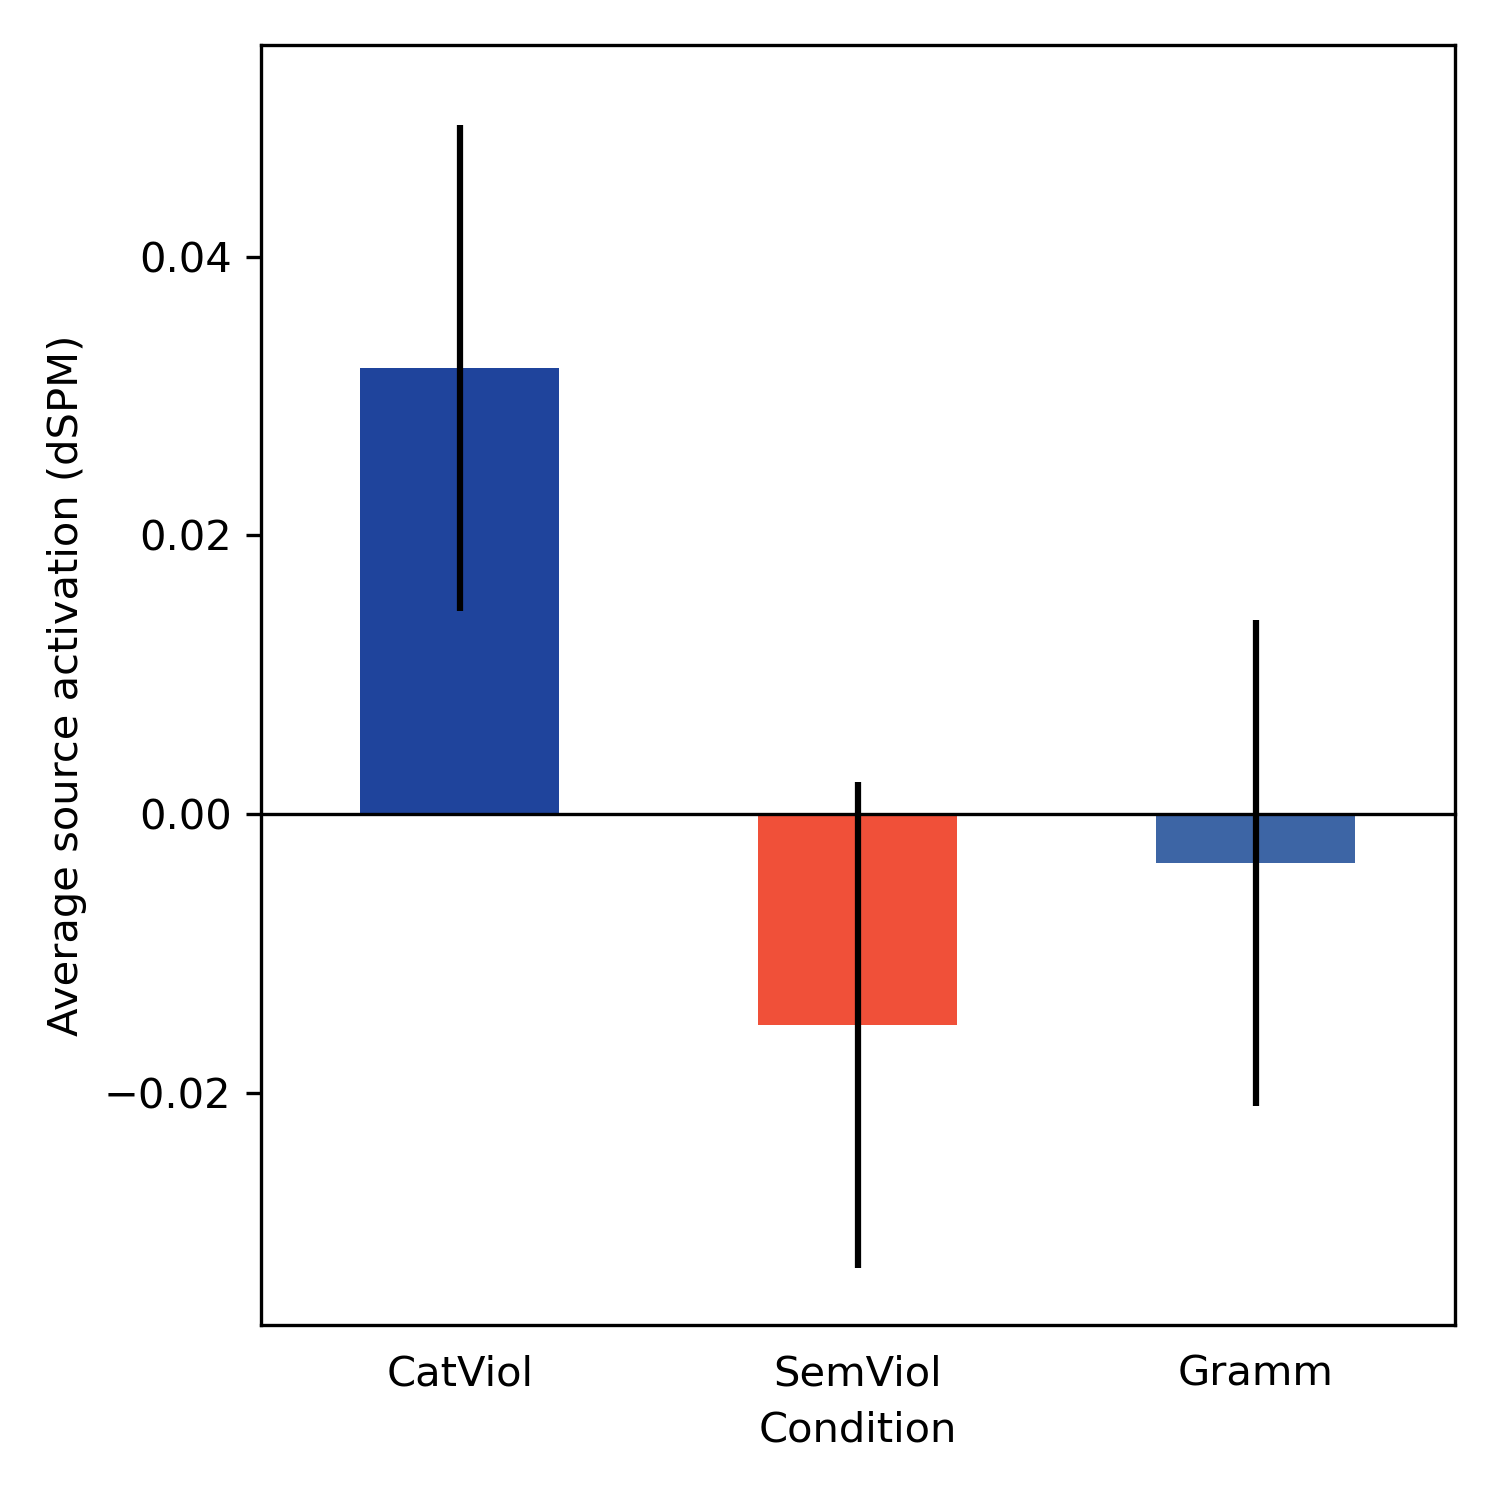 Average source activation (dSPM)
0.04
0.02
0.00
−0.02
CatViol SemViol Gramm
Condition